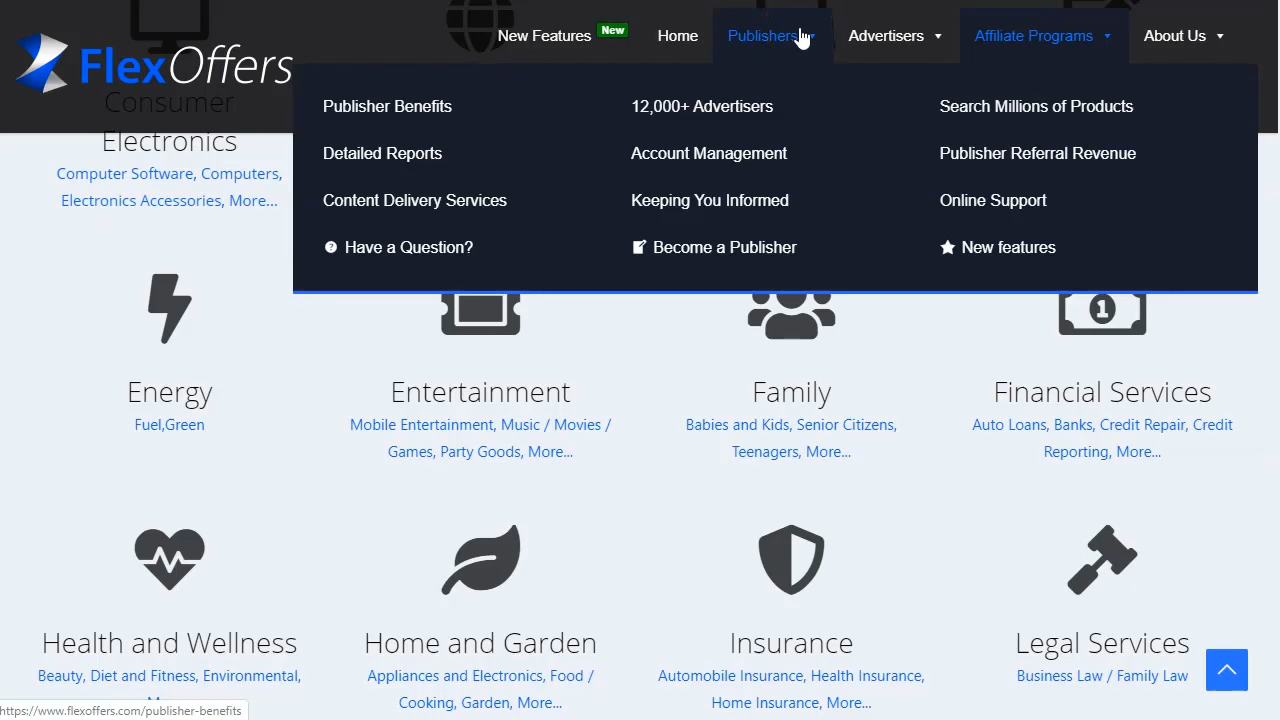 New Features New Home Publishers Advertisers Affiliate Programs About Us
FlexOffers
Publisher Benefits 12,000+ Advertisers Search Millions of Products
Detailed Reports Account Management Publisher Referral Revenue
Content Delivery Services Keeping You Informed Online Support
Have a Question? Become a Publisher New features
Consumer
Electronics
Computer Software, Computers,
Electronics Accessories, More...
1
Energy
Fuel,Green
Entertainment
Mobile Entertainment, Music / Movies /
Games, Party Goods, More...
Family
Babies and Kids, Senior Citizens,
Teenagers, More...
Financial Services
Auto Loans, Banks, Credit Repair, Credit
Reporting, More...
Health and Wellness
Beauty, Diet and Fitness, Environmental,
Home and Garden
Appliances and Electronics, Food /
Cooking, Garden, More...
Insurance
Automobile Insurance, Health Insurance,
Home Insurance, More...
Legal Services
Business Law / Family Law
https://www.flexoffers.com/publisher-benefits